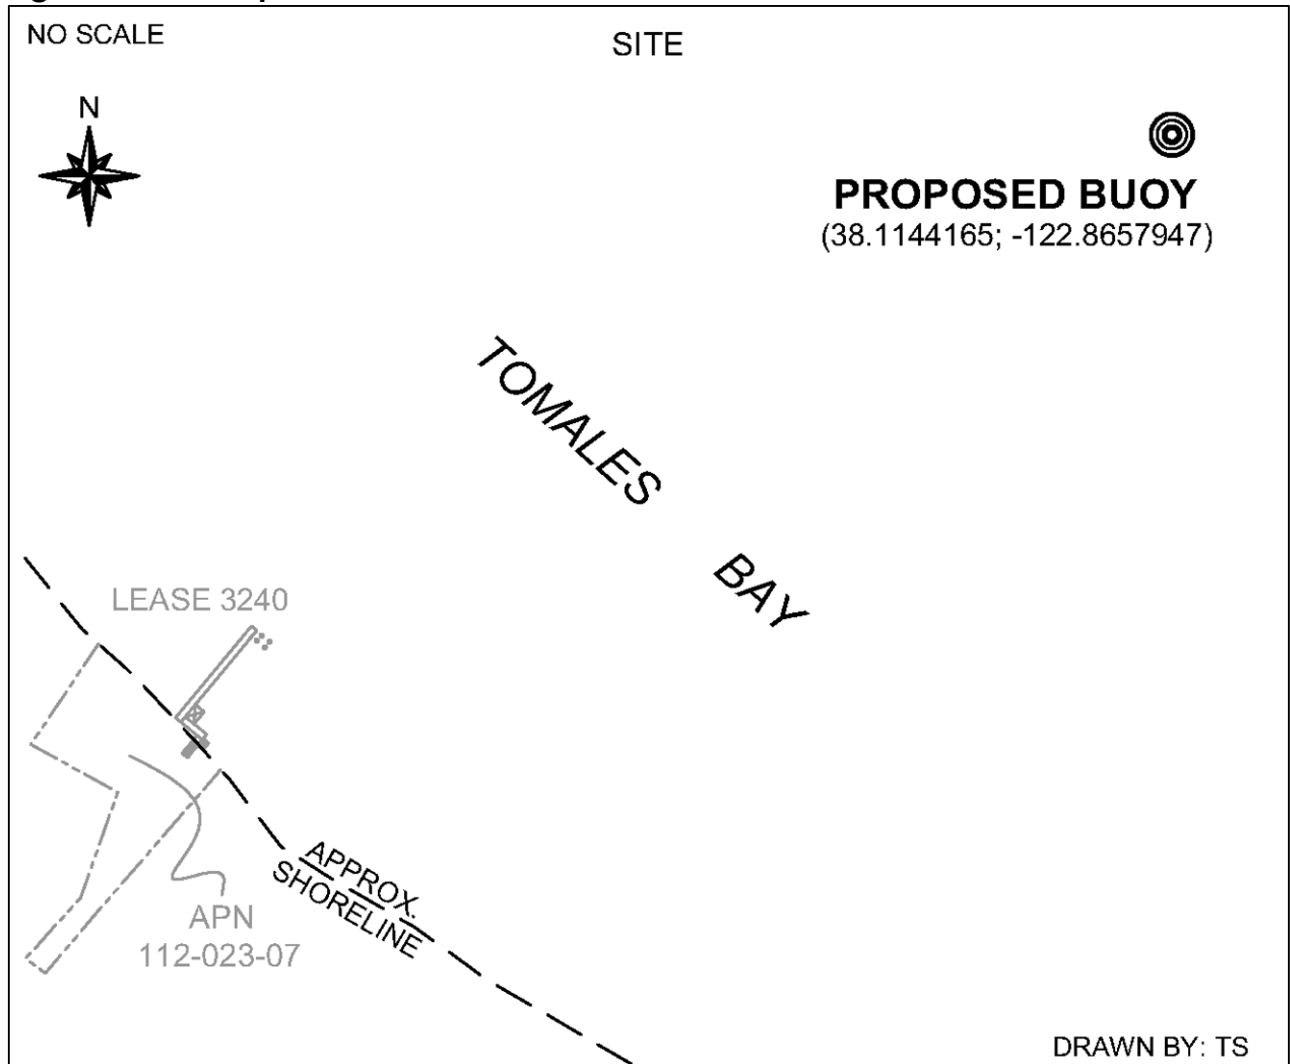 NO SCALE
SITE
N
PROPOSED BUOY
(38.1144165; -122.8657947)
TOMALES
BAY
LEASE 3240
APPROX.
SHORELINE
APN
112-023-07
DRAWN BY: TS